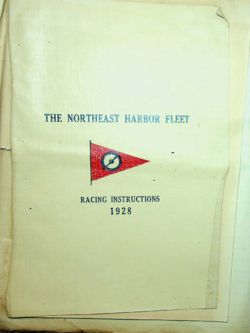 THE NORTHEAST HARBOR FLEET
RACING INSTRUCTIONS
1928